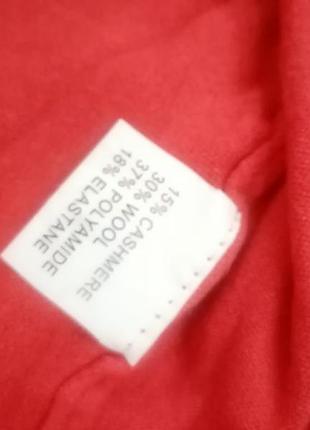 15% CASHMERE
30% WOOL
37% POLYAMIDE
18% ELASTANE